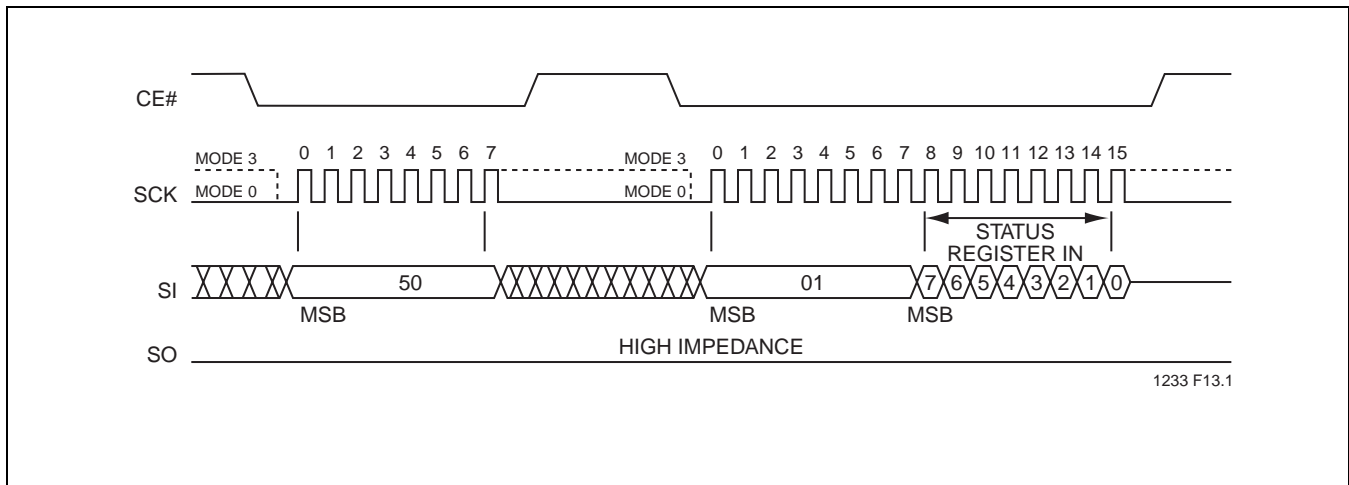 CE#
MODE 3 0 1 2 3 4 5 6 7 MODE 3 0 1 2 3 4 5 6 7 8 9 10 11 12 13 14 15
SCK MODE 0 MODE 0
STATUS
REGISTER IN
SI 50 01 7 6 5 4 3 2 1 0
MSB MSB MSB
HIGH IMPEDANCE
SO
1233 F13.1